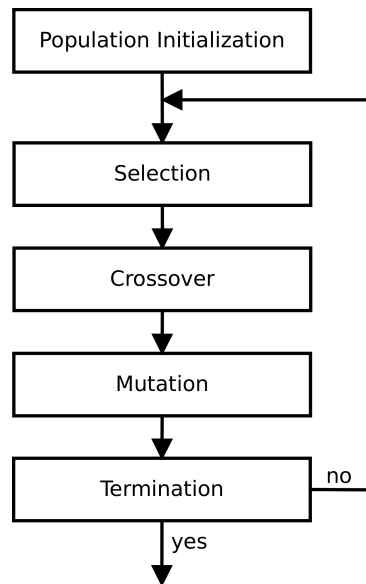 Population Initialization
Selection
Crossover
Mutation
Termination
no
yes